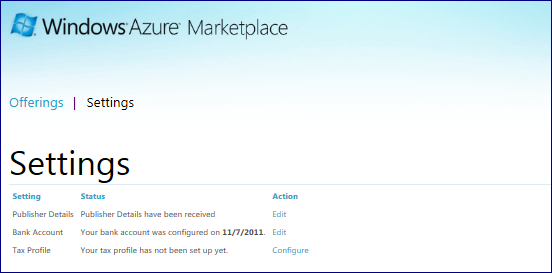 Windows Azure Marketplace
Offerings | Settings
Settings
Setting Status Action
Publisher Details Publisher Details have been received Edit
Bank Account Your bank account was configured on 11/7/2011. Edit
Tax Profile Your tax profile has not been set up yet. Configure